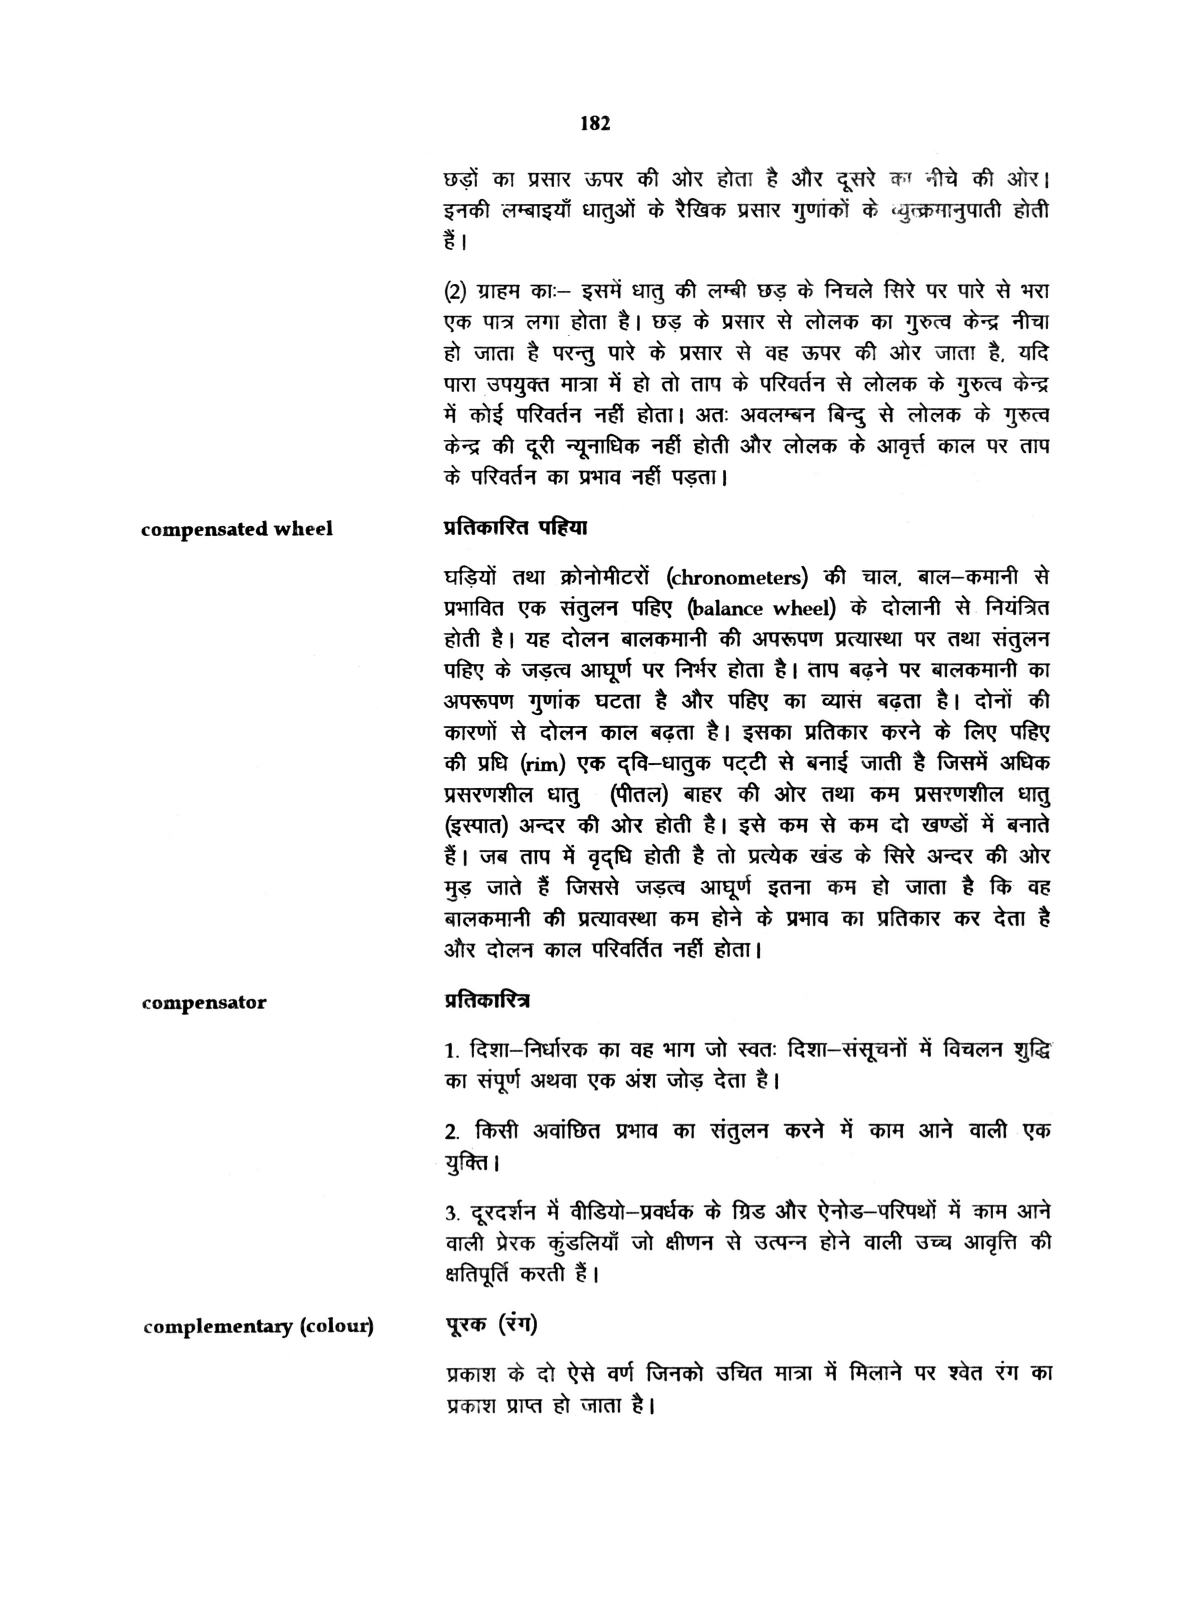 182
छड़ों का प्रसार ऊपर की ओर होता है और दूसरे का नीचे की ओर।
इनकी लम्बाइयाँ धातुओं के रैखिक प्रसार गुणांकों के व्युत्क्रमानुपाती होती
हैं।
(2) ग्राहम काः– इसमें धातु की लम्बी छड़ के निचले सिरे पर पारे से भरा
एक पात्र लगा होता है। छड़ के प्रसार से लोलक का गुरुत्व केन्द्र नीचा
हो जाता है परन्तु पारे के प्रसार से वह ऊपर की ओर जाता है, यदि
पारा उपयुक्त मात्रा में हो तो ताप के परिवर्तन से लोलक के गुरुत्व केन्द्र
में कोई परिवर्तन नहीं होता। अतः अवलम्बन बिन्दु से लोलक के गुरुत्व
केन्द्र की दूरी न्यूनाधिक नहीं होती और लोलक के आवृर्त्त काल पर ताप
के परिवर्तन का प्रभाव नहीं पड़ता।
compensated wheel प्रतिकारित पहिया
घड़ियों तथा क्रोनोमीटरों (chronometers) की चाल, बाल–कमानी से
प्रभावित एक संतुलन पहिए (balance wheel) के दोलानी से नियंत्रित
होती है। यह दोलन बालकमानी की अपरूपण प्रत्यास्था पर तथा संतुलन
पहिए के जड़त्व आघूर्ण पर निर्भर होता है। ताप बढ़ने पर बालकमानी का
अपरूपण गुणांक घटता है और पहिए का व्यास बढ़ता है। दोनों की
कारणों से दोलन काल बढ़ता है। इसका प्रतिकार करने के लिए पहिए
की प्रधि (rim) एक द्वि–धातुक पट्टी से बनाई जाती है जिसमें अधिक
प्रसरणशील धातु (पीतल) बाहर की ओर तथा कम प्रसरणशील धातु
(इस्पात) अन्दर की ओर होती है। इसे कम से कम दो खण्डों में बनाते
हैं। जब ताप में वृद्धि होती है तो प्रत्येक खंड के सिरे अन्दर की ओर
मुड़ जाते हैं जिससे जड़त्व आघूर्ण इतना कम हो जाता है कि वह
बालकमानी की प्रत्यावस्था कम होने के प्रभाव का प्रतिकार कर देता है
और दोलन काल परिवर्तित नहीं होता।
compensator प्रतिकारित्र
1. दिशा–निर्धारक का वह भाग जो स्वतः दिशा–संसूचनों में विचलन शुद्धि
का संपूर्ण अथवा एक अंश जोड़ देता है।
2. किसी अवांछित प्रभाव का संतुलन करने में काम आने वाली एक
युक्ति।
3. दूरदर्शन में वीडियो–प्रवर्धक के ग्रिड और ऐनोड–परिपथों में काम आने
वाली प्रेरक कुंडलियाँ जो क्षीणन से उत्पन्न होने वाली उच्च आवृत्ति की
क्षतिपूर्ति करती हैं।
complementary (colour) पूरक (रंग)
प्रकाश के दो ऐसे वर्ण जिनको उचित मात्रा में मिलाने पर श्वेत रंग का
प्रकाश प्राप्त हो जाता है।